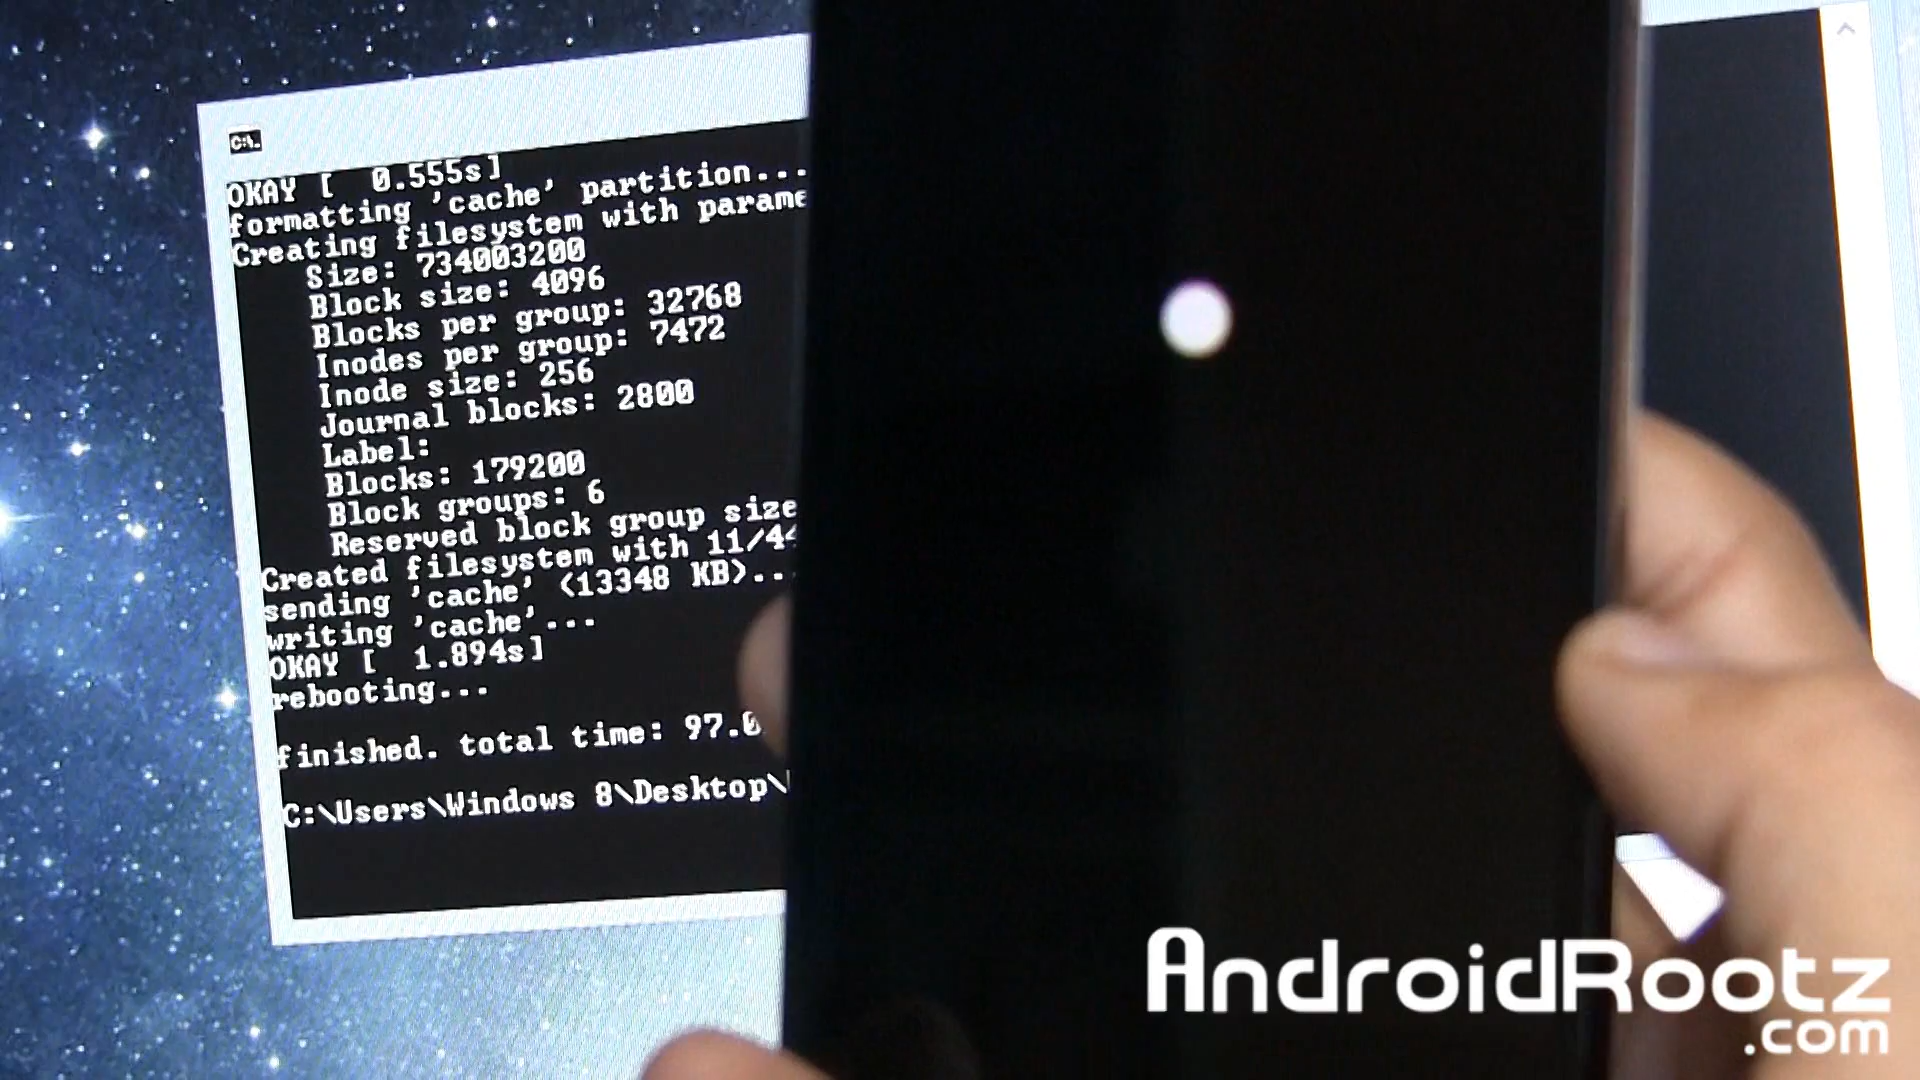 C:\.
OKAY [  0.555s]
formatting 'cache' partition...
Creating filesystem with parame
Size: 734003200
Block size: 4096
Blocks per group: 32768
Inodes per group: 7472
Inode size: 256
Journal blocks: 2800
Label:
Blocks: 179200
Block groups: 6
Reserved block group size
Created filesystem with 11/44
sending 'cache' (13348 KB)...
writing 'cache'...
OKAY [  1.894s]
rebooting...
finished. total time: 97.0
C:\Users\Windows 8\Desktop\
AndroidRootz
.com